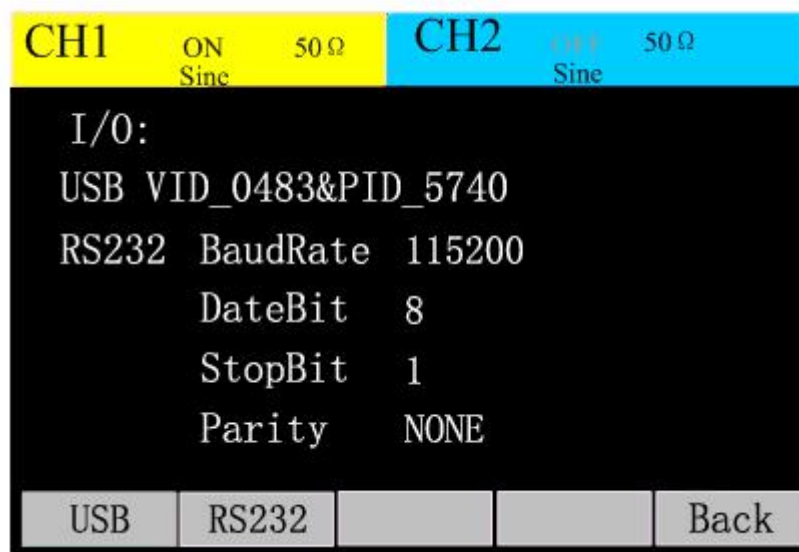 CH1 ON 50Ω CH2 OFF 50Ω
Sine Sine
I/O:
USB VID_0483&PID_5740
RS232 BaudRate 115200
DateBit 8
StopBit 1
Parity NONE
USB RS232 Back